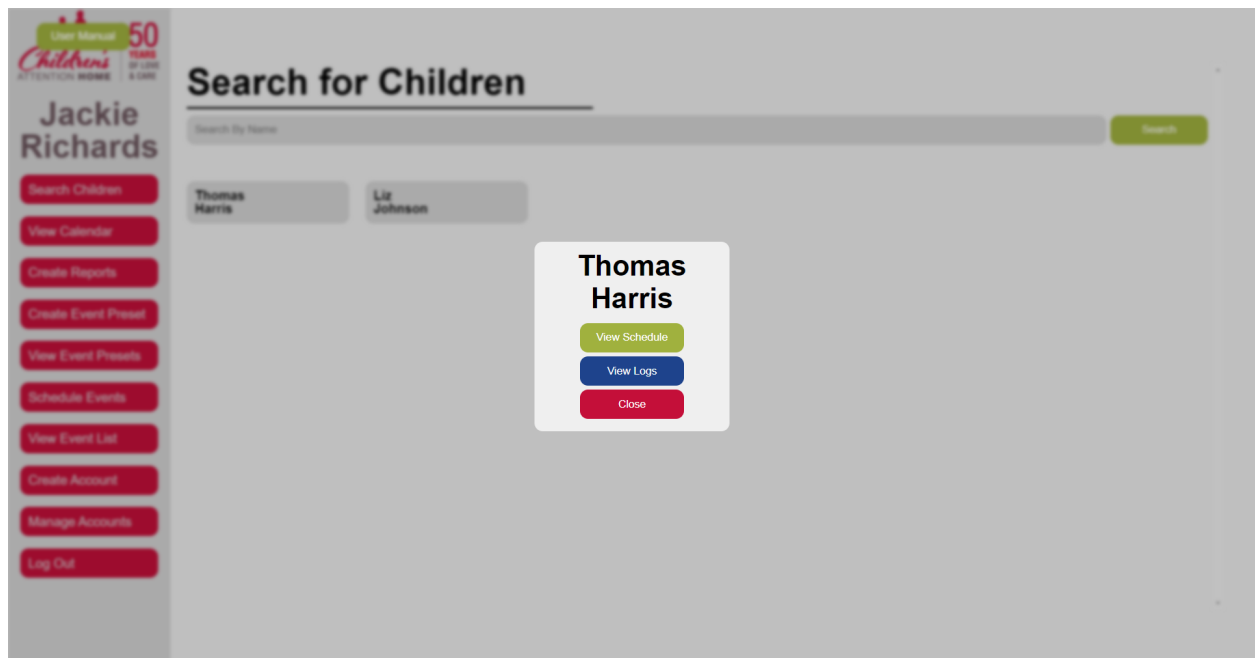 User Manual
50
Children's
YEARS
OF LOVE
& CARE
ATTENTION HOME
Jackie
Richards
Search Children
View Calendar
Create Reports
Create Event Preset
View Event Presets
Schedule Events
View Event List
Create Account
Manage Accounts
Log Out
Search for Children
Search By Name
Search
Thomas
Harris
Liz
Johnson
Thomas
Harris
View Schedule
View Logs
Close